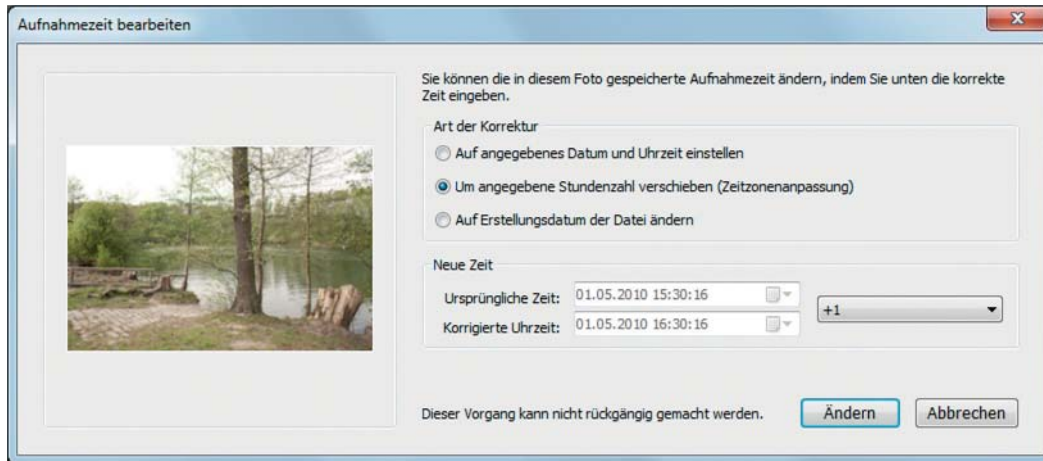 Aufnahmezeit bearbeiten
Sie können die in diesem Foto gespeicherte Aufnahmezeit ändern, indem Sie unten die korrekte
Zeit eingeben.
Art der Korrektur
Auf angegebenes Datum und Uhrzeit einstellen
Um angegebene Stundenzahl verschieben (Zeitzonenanpassung)
Auf Erstellungsdatum der Datei ändern
Neue Zeit
Ursprüngliche Zeit: 01.05.2010 15:30:16
+1
Korrigierte Uhrzeit: 01.05.2010 16:30:16
Dieser Vorgang kann nicht rückgängig gemacht werden. Ändern Abbrechen